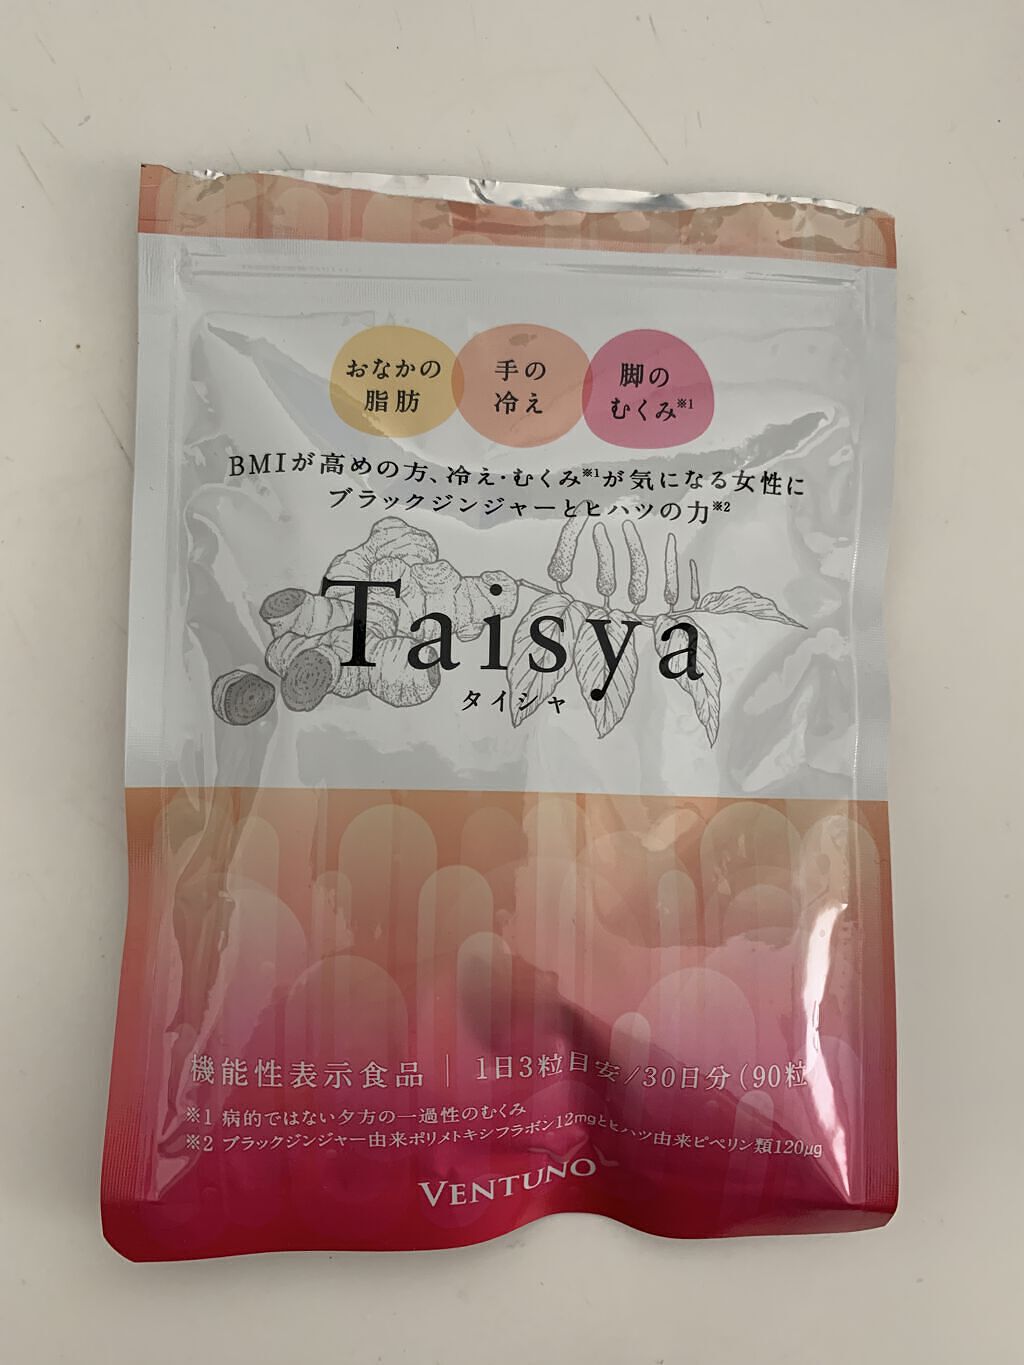 おなかの
脂肪
手の
冷え
脚の
むくみ※1
BMIが高めの方、冷え・むくみ※1が気になる女性に
ブラックジンジャーとヒハツの力※2
Taisya
タイシャ
機能性表示食品｜1日3粒目安/30日分(90粒
※1 病的ではない夕方の一過性のむくみ
※2 ブラックジンジャー由来ポリメトキシフラボン12mgとヒハツ由来ピペリン類120μg
VENTUNO